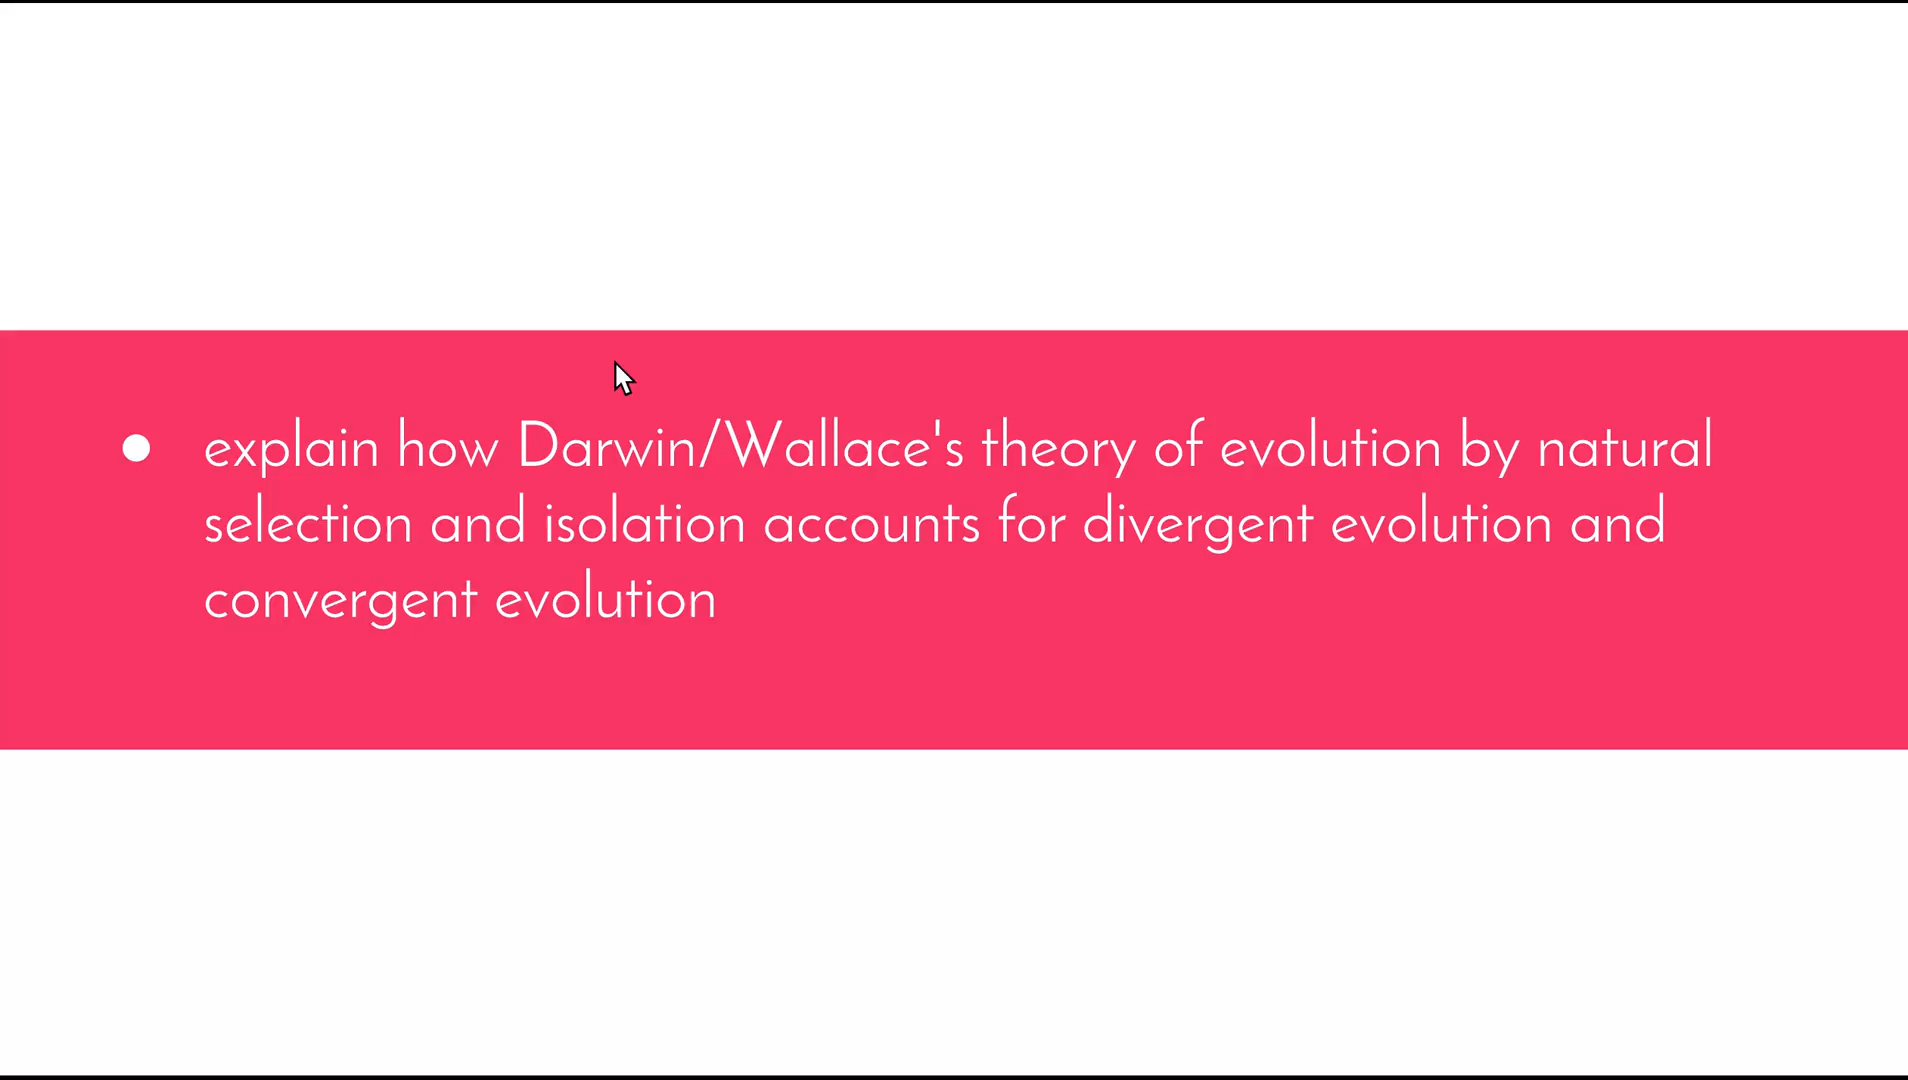 ● explain how Darwin/Wallace's theory of evolution by natural
selection and isolation accounts for divergent evolution and
convergent evolution